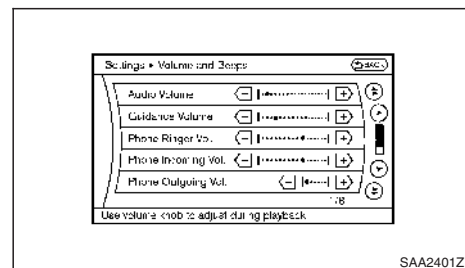 Settings • Volume and Beeps
BACK
Audio Volume
Guidance Volume
Phone Ringer Vol.
Phone Incoming Vol.
Phone Outgoing Vol.
1/8
Use volume knob to adjust during playback
SAA2401Z